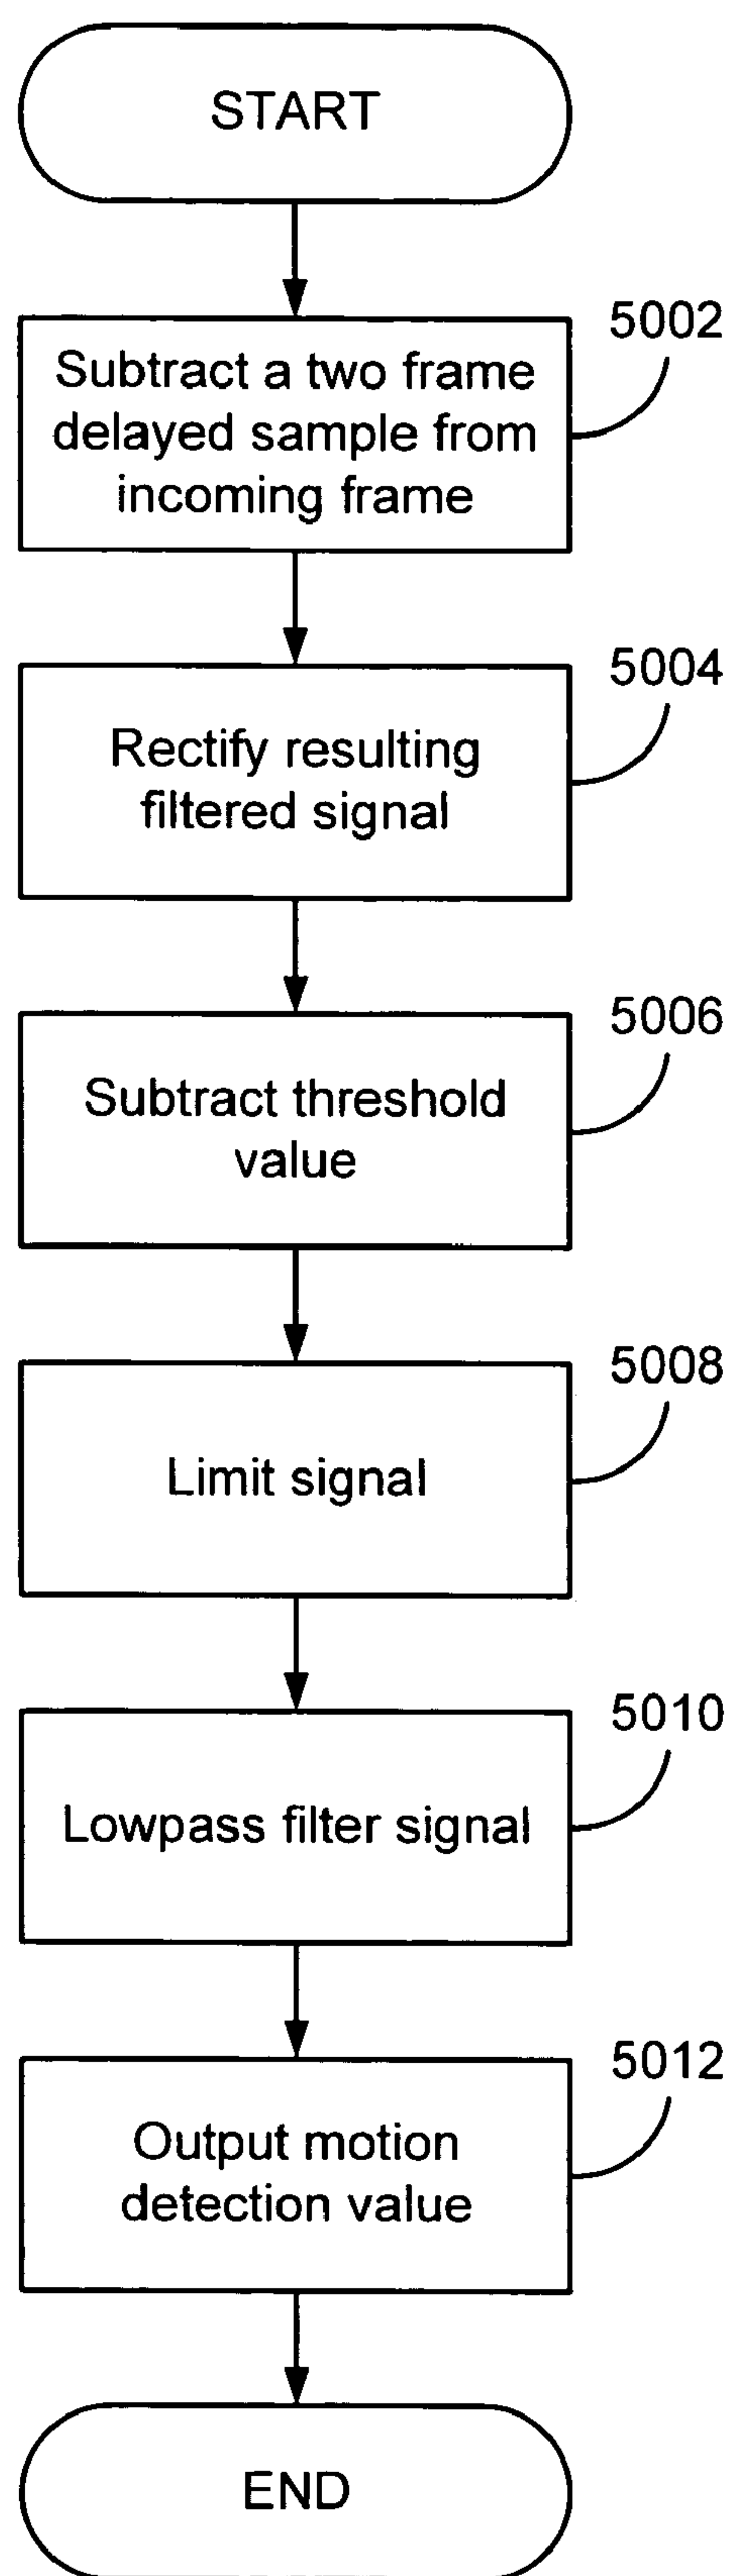 START
5002
Subtract a two frame
delayed sample from
incoming frame
5004
Rectify resulting
filtered signal
5006
Subtract threshold
value
5008
Limit signal
5010
Lowpass filter signal
5012
Output motion
detection value
END